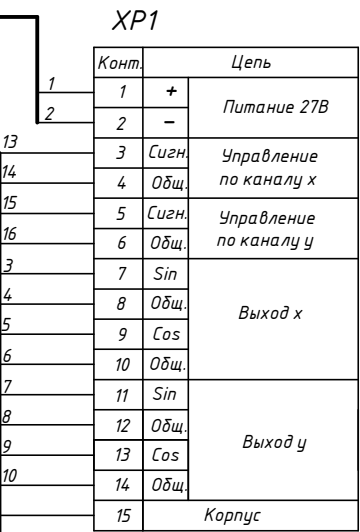 XP1
Конт. Цепь
1 1 + Питание 27В
2 2 −
13 3 Сигн. Управление
14 4 Общ. по каналу x
15 5 Сигн. Управление
16 6 Общ. по каналу y
3 7 Sin
4 8 Общ. Выход x
5 9 Cos
6 10 Общ.
7 11 Sin
8 12 Общ. Выход y
9 13 Cos
10 14 Общ.
15 Корпус